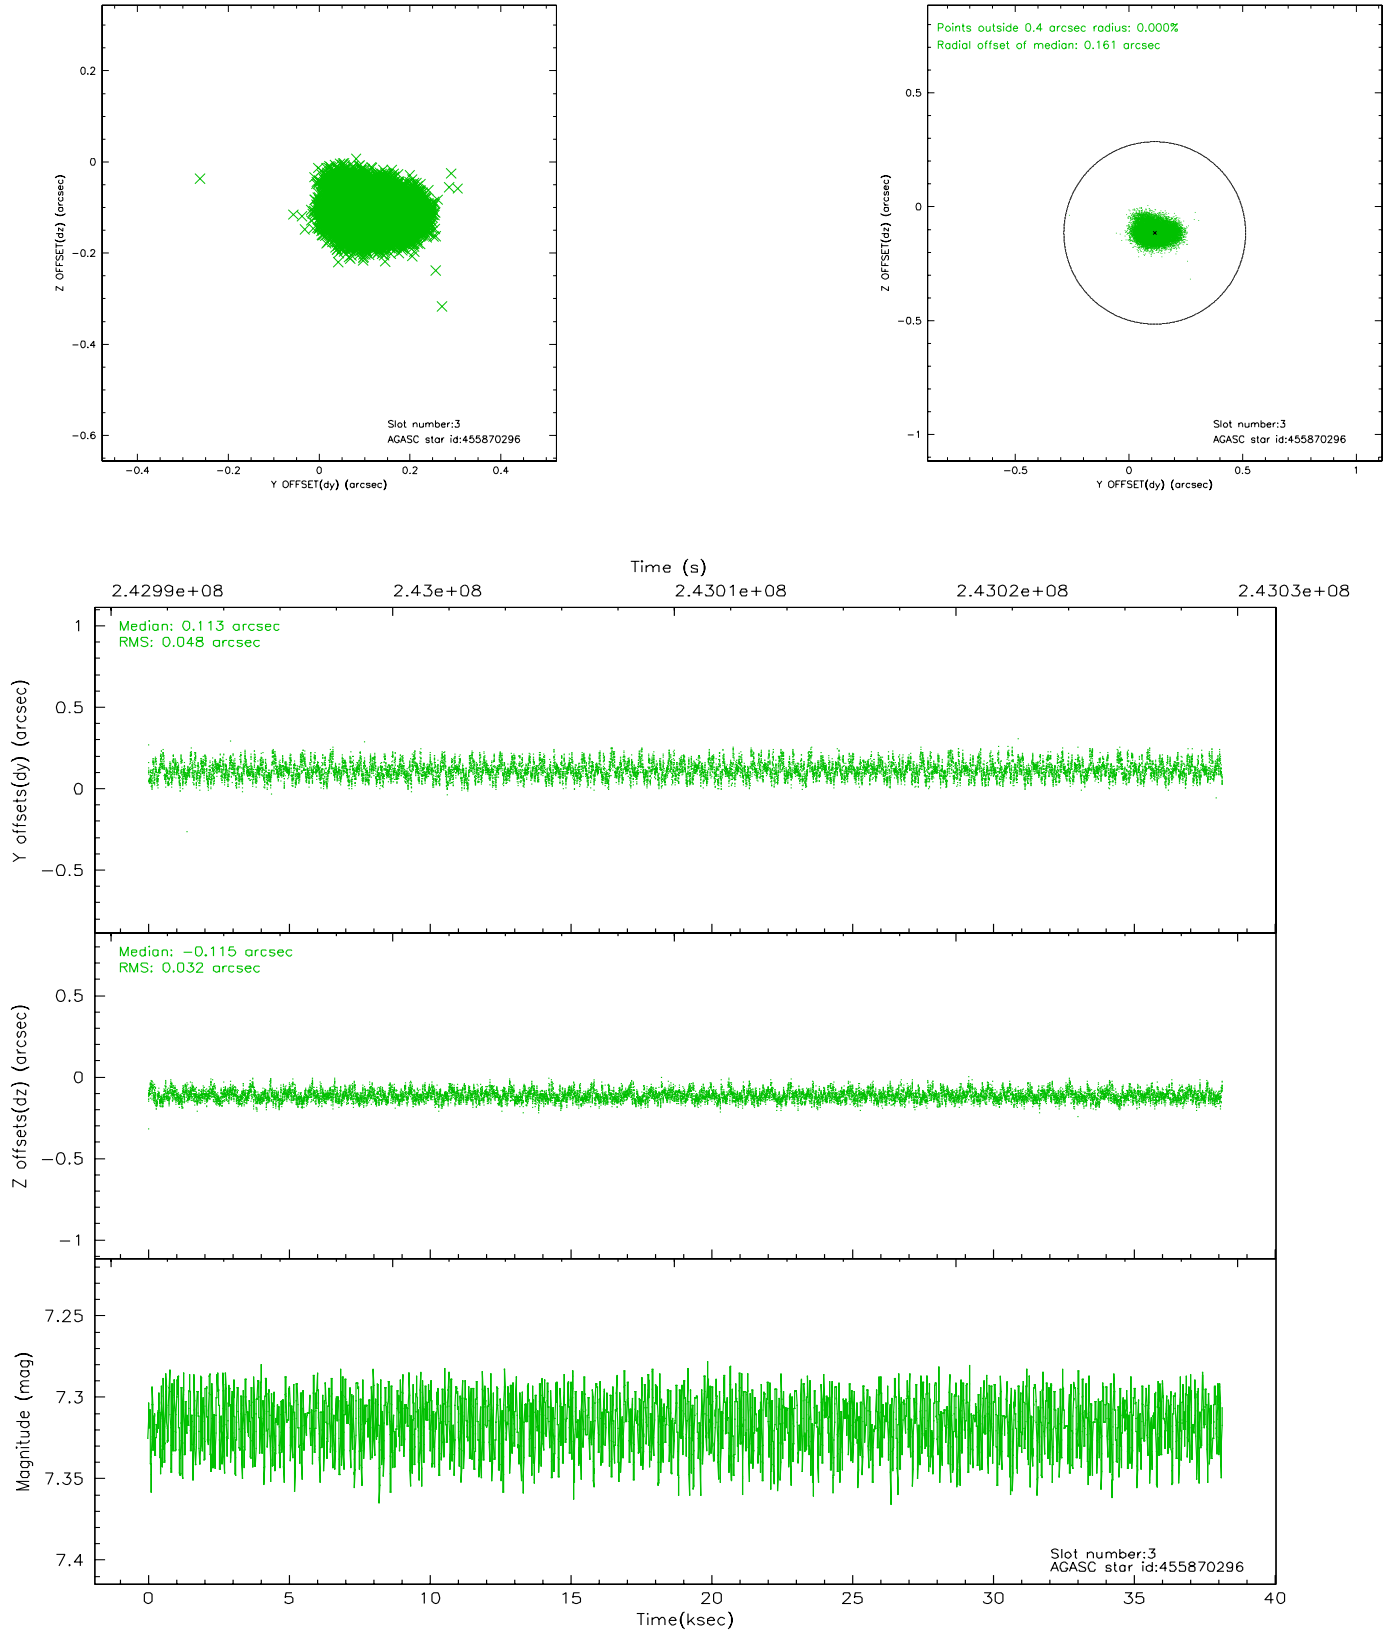 0.2
0
−0.2
−0.4
−0.6
Z OFFSET(dz) (arcsec)
Slot number:3
AGASC star id:455870296
−0.4 −0.2 0 0.2 0.4
Y OFFSET(dy) (arcsec)
Points outside 0.4 arcsec radius: 0.000%
Radial offset of median: 0.161 arcsec
0.5
0
−0.5
−1
Z OFFSET(dz) (arcsec)
Slot number:3
AGASC star id:455870296
−0.5 0 0.5 1
Y OFFSET(dy) (arcsec)
Time (s)
2.4299e+08 2.43e+08 2.4301e+08 2.4302e+08 2.4303e+08
Median: 0.113 arcsec
RMS: 0.048 arcsec
1
0.5
0
−0.5
Y offsets(dy) (arcsec)
Median: −0.115 arcsec
RMS: 0.032 arcsec
0.5
0
−0.5
−1
Z offsets(dz) (arcsec)
7.25
7.3
7.35
7.4
Magnitude (mag)
Slot number:3
AGASC star id:455870296
0 5 10 15 20 25 30 35 40
Time(ksec)